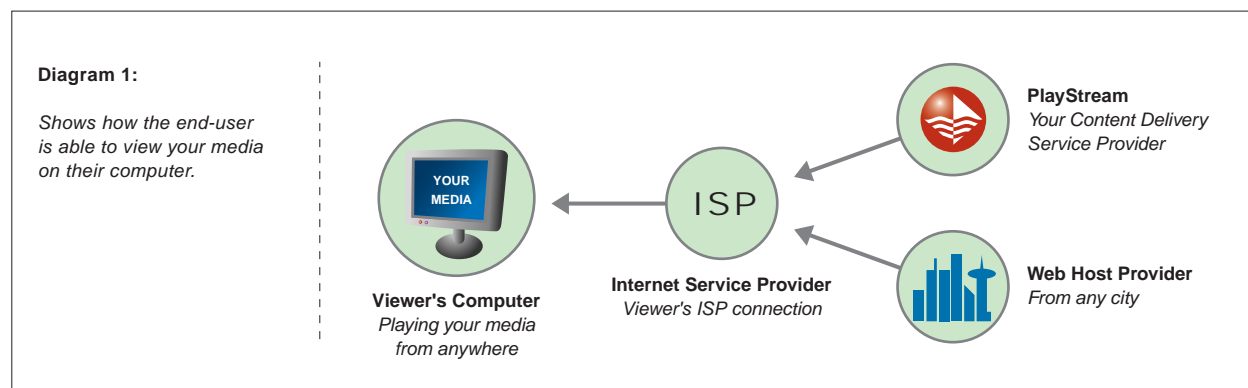 Diagram 1:
Shows how the end-user
is able to view your media
on their computer.
YOUR
MEDIA
Viewer's Computer
Playing your media
from anywhere
ISP
Internet Service Provider
Viewer's ISP connection
PlayStream
Your Content Delivery
Service Provider
Web Host Provider
From any city